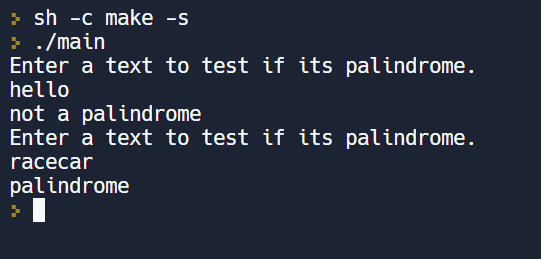 > sh -c make -s
> ./main
Enter a text to test if its palindrome.
hello
not a palindrome
Enter a text to test if its palindrome.
racecar
palindrome
>